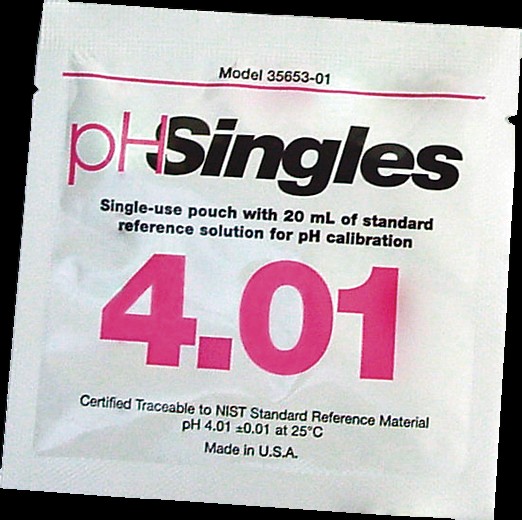 Model 35653-01
pHSingles
Single-use pouch with 20 mL of standard
reference solution for pH calibration
4.01
Certified Traceable to NIST Standard Reference Material
pH 4.01 ±0.01 at 25°C
Made in U.S.A.